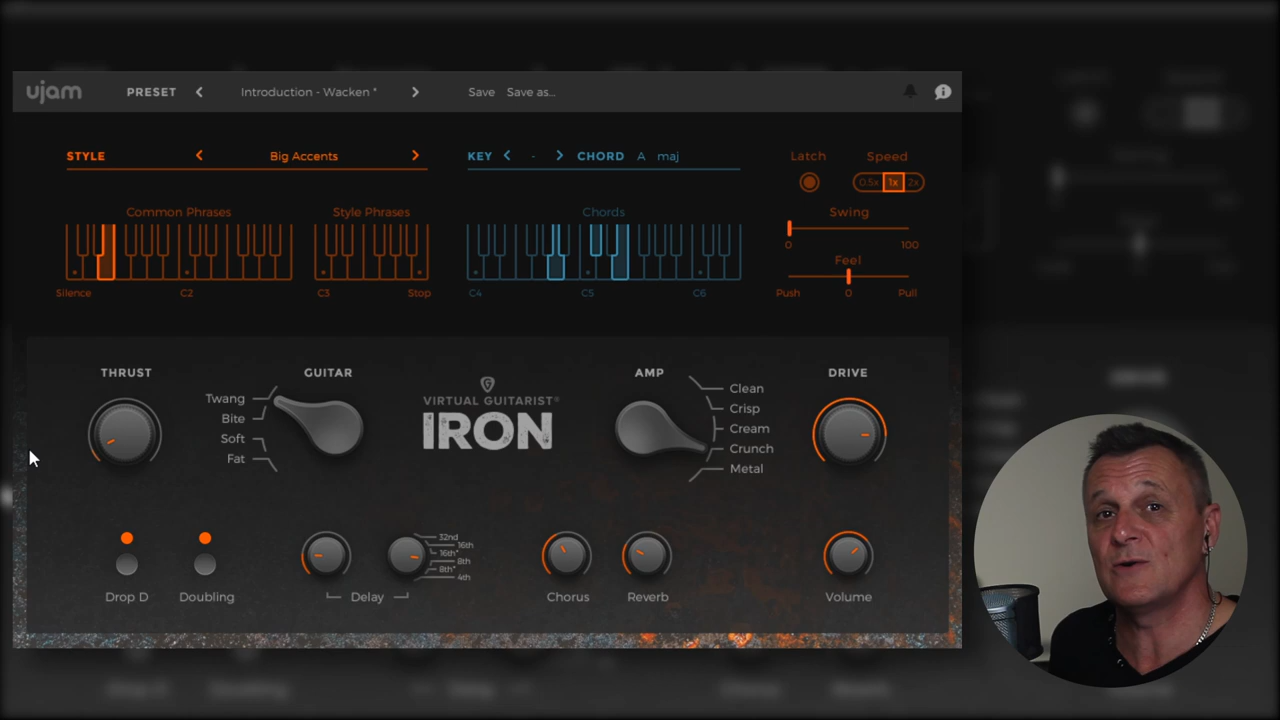 ujam PRESET Introduction - Wacken * Save Save as...
STYLE Big Accents KEY - CHORD A maj
Latch Speed
0.5x 1x 2x
Common Phrases Style Phrases Chords Swing
0 100
Feel
Silence C2 C3 Stop C4 C5 C6 Push 0 Pull
THRUST GUITAR AMP DRIVE
Twang
Bite
Soft
Fat
VIRTUAL GUITARIST®
IRON
Clean
Crisp
Cream
Crunch
Metal
32nd
16th
16th*
8th
8th*
4th
Drop D Doubling Delay Chorus Reverb Volume